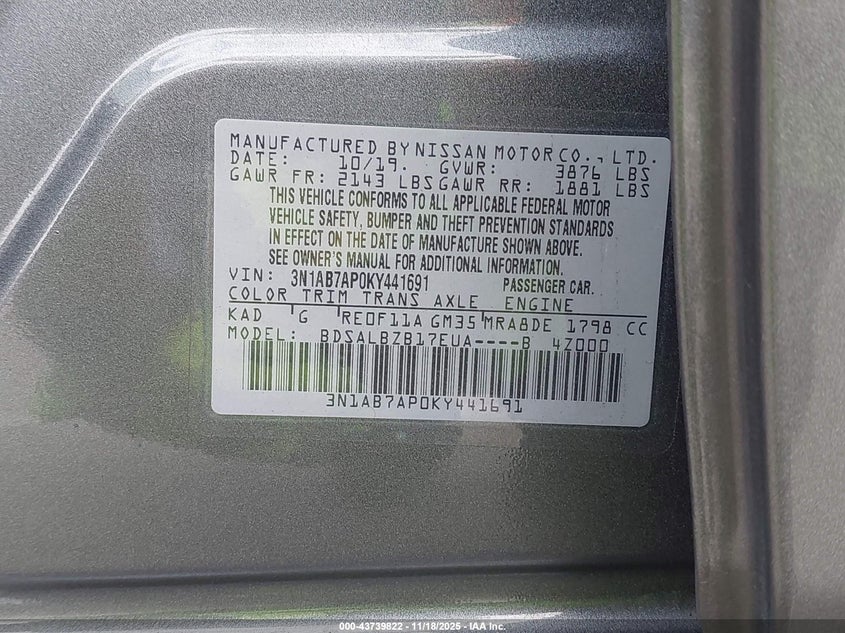 MANUFACTURED BY NISSAN MOTOR CO., LTD.
DATE: 10/19. GVWR: 3876 LBS
GAWR FR: 2143 LBS GAWR RR: 1881 LBS
THIS VEHICLE CONFORMS TO ALL APPLICABLE FEDERAL MOTOR
VEHICLE SAFETY, BUMPER AND THEFT PREVENTION STANDARDS
IN EFFECT ON THE DATE OF MANUFACTURE SHOWN ABOVE.
SEE OWNER'S MANUAL FOR ADDITIONAL INFORMATION.
VIN: 3N1AB7AP0KY441691 PASSENGER CAR.
COLOR TRIM TRANS AXLE ENGINE
KAD G RE0F11A GM35 MRA8DE 1798 CC
MODEL: BDSALBZB17EUA----B 4Z000
3N1AB7AP0KY441691
000-43739822 - 11/18/2025 - IAA Inc.